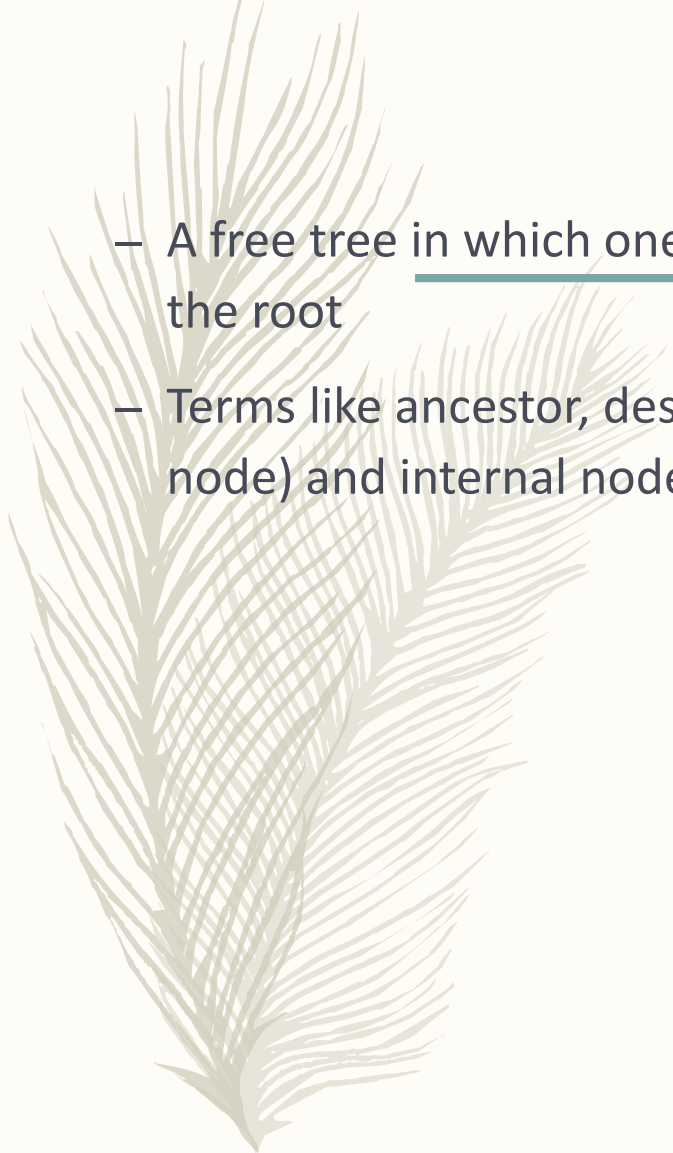 – A free tree in which one
the root
– Terms like ancestor, des
node) and internal node